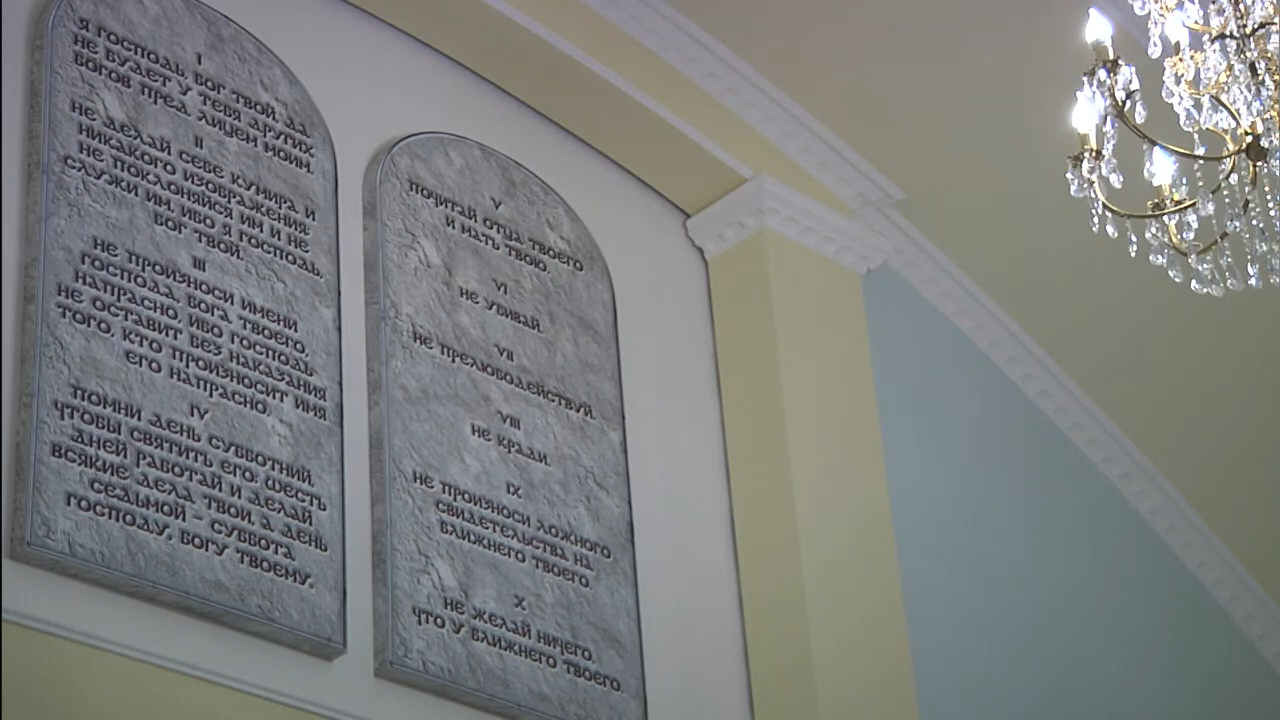 I
Я ГОСПОДЬ, БОГ ТВОЙ, ДА
НЕ БУДЕТ У ТЕБЯ ДРУГИХ
БОГОВ ПРЕД ЛИЦЕМ МОИМ.
II
НЕ ДЕЛАЙ СЕБЕ КУМИРА И
НИКАКОГО ИЗОБРАЖЕНИЯ;
НЕ ПОКЛОНЯЙСЯ ИМ И НЕ
СЛУЖИ ИМ, ИБО Я ГОСПОДЬ,
БОГ ТВОЙ.
III
НЕ ПРОИЗНОСИ ИМЕНИ
ГОСПОДА, БОГА ТВОЕГО,
НАПРАСНО, ИБО ГОСПОДЬ
НЕ ОСТАВИТ БЕЗ НАКАЗАНИЯ
ТОГО, КТО ПРОИЗНОСИТ ИМЯ
ЕГО НАПРАСНО.
IV
ПОМНИ ДЕНЬ СУББОТНИЙ,
ЧТОБЫ СВЯТИТЬ ЕГО; ШЕСТЬ
ДНЕЙ РАБОТАЙ И ДЕЛАЙ
ВСЯКИЕ ДЕЛА ТВОИ, А ДЕНЬ
СЕДЬМОЙ - СУББОТА
ГОСПОДУ, БОГУ ТВОЕМУ.
V
ПОЧИТАЙ ОТЦА ТВОЕГО
И МАТЬ ТВОЮ.
VI
НЕ УБИВАЙ.
VII
НЕ ПРЕЛЮБОДЕЙСТВУЙ.
VIII
НЕ КРАДИ.
IX
НЕ ПРОИЗНОСИ ЛОЖНОГО
СВИДЕТЕЛЬСТВА НА
БЛИЖНЕГО ТВОЕГО.
X
НЕ ЖЕЛАЙ НИЧЕГО,
ЧТО У БЛИЖНЕГО ТВОЕГО.